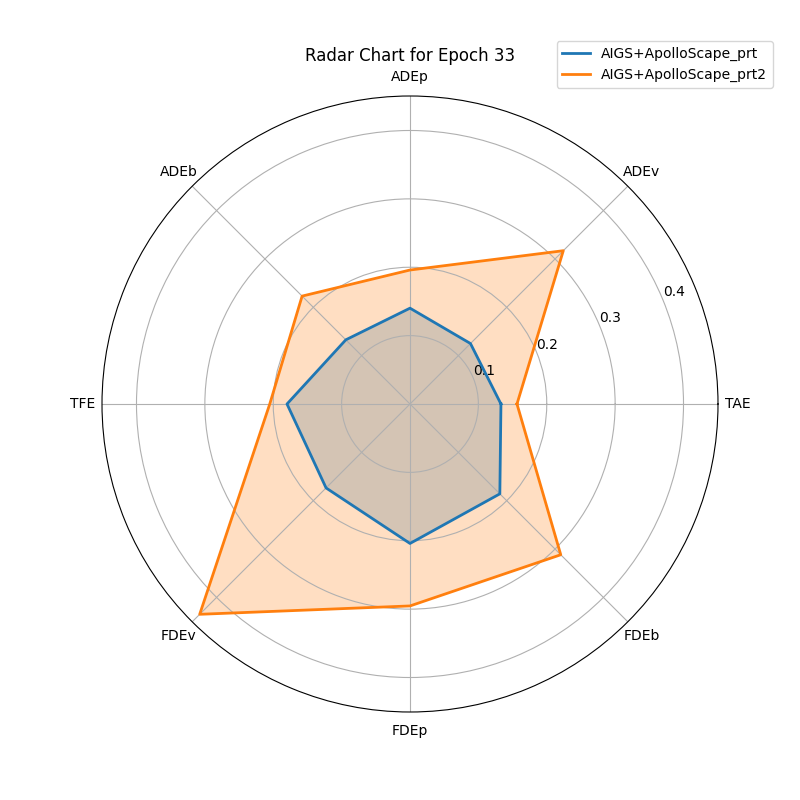 Radar Chart for Epoch 33
AIGS+ApolloScape_prt
AIGS+ApolloScape_prt2
ADEp
ADEb
ADEv
0.4
0.3
0.2
0.1
TFE
TAE
FDEv
FDEb
FDEp